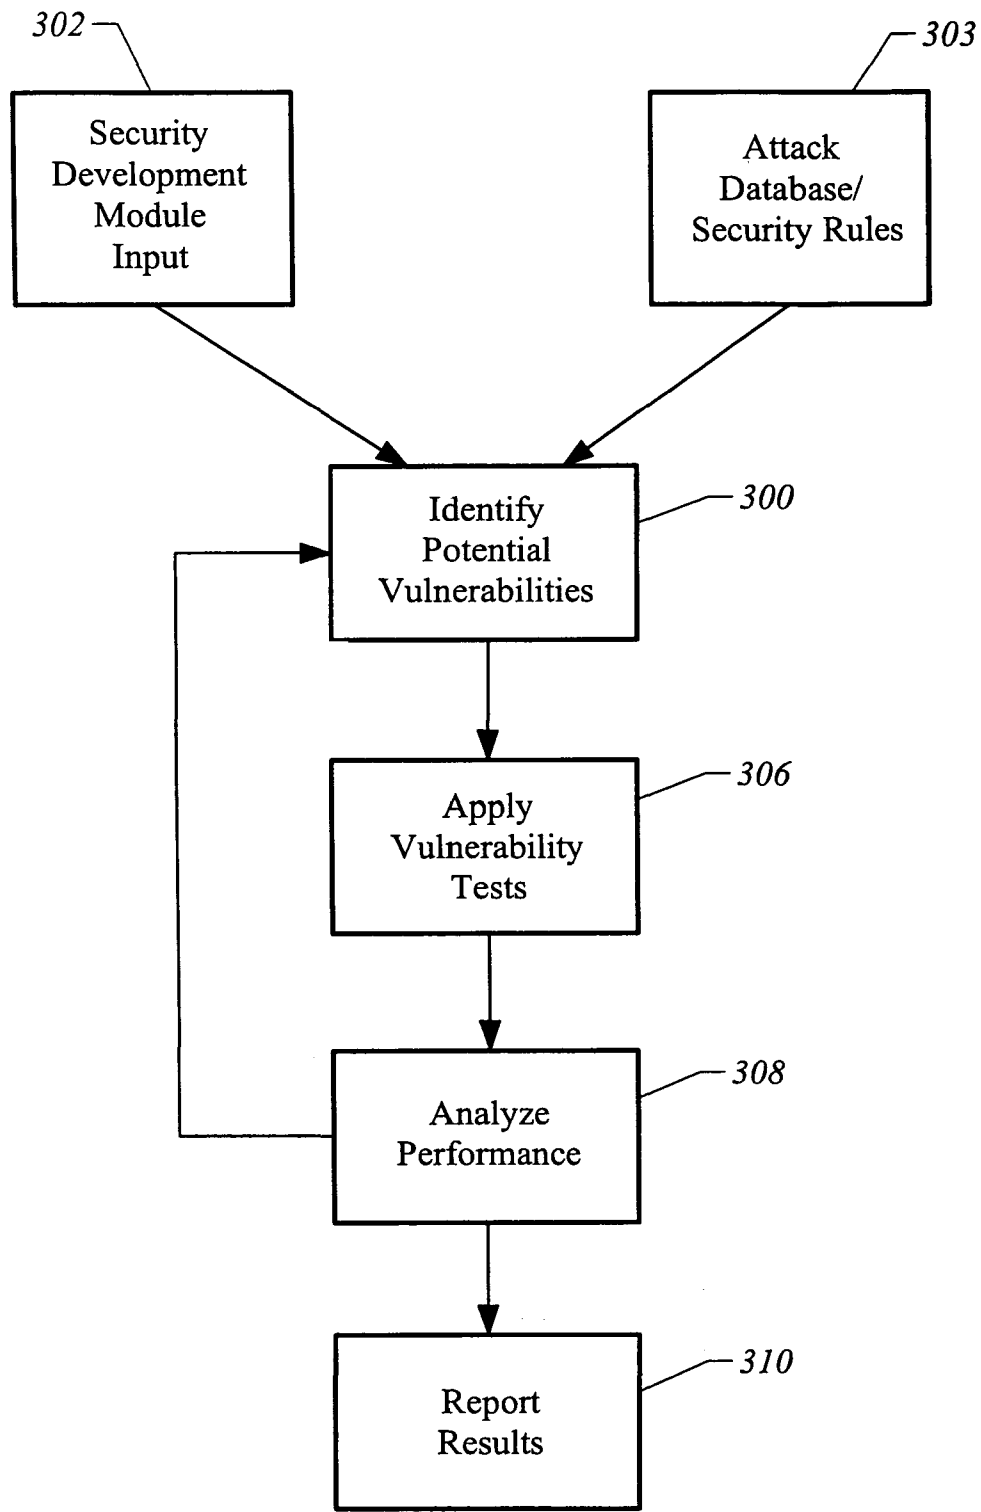 302
303
Security
Development
Module
Input
Attack
Database/
Security Rules
300
Identify
Potential
Vulnerabilities
306
Apply
Vulnerability
Tests
308
Analyze
Performance
310
Report
Results